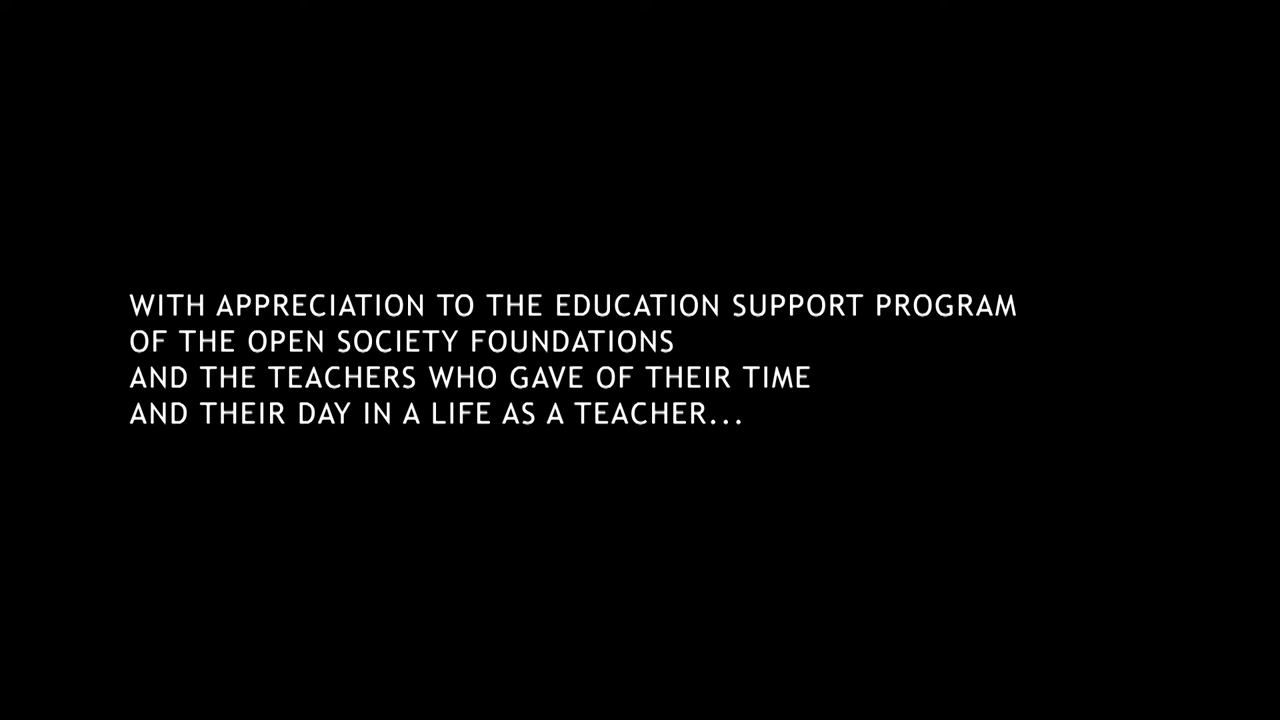 WITH APPRECIATION TO THE EDUCATION SUPPORT PROGRAM
OF THE OPEN SOCIETY FOUNDATIONS
AND THE TEACHERS WHO GAVE OF THEIR TIME
AND THEIR DAY IN A LIFE AS A TEACHER...